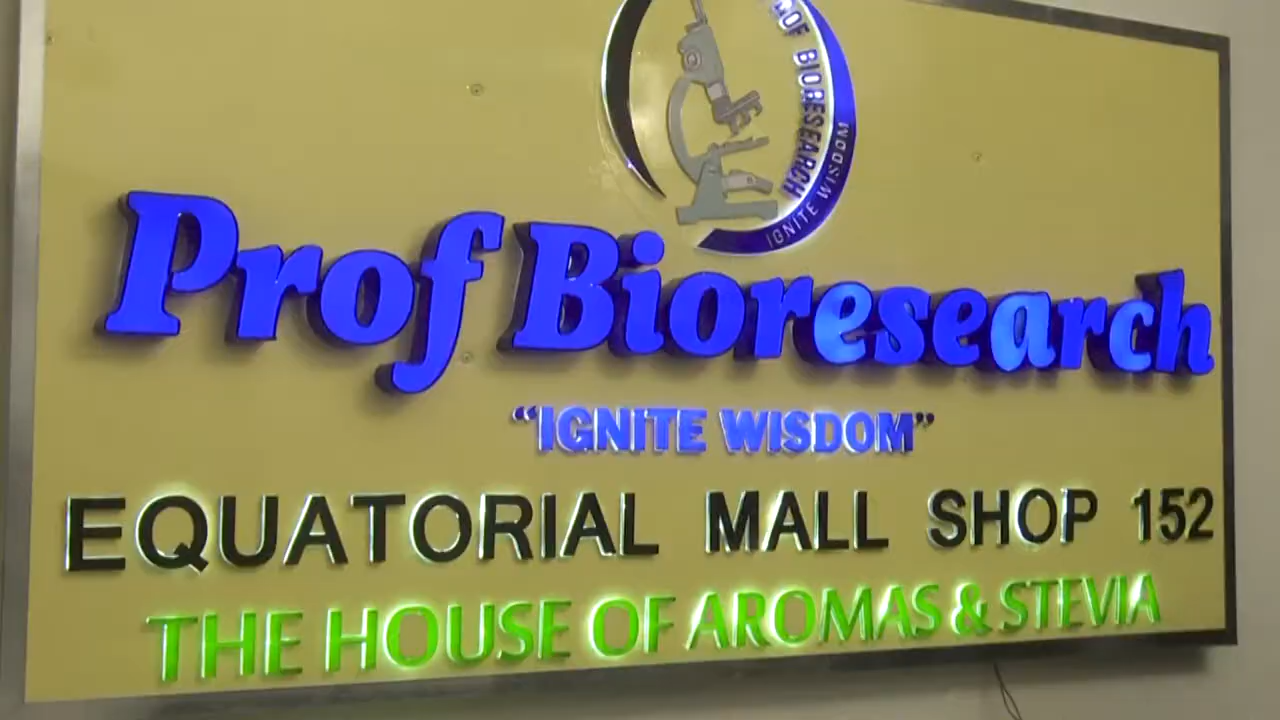 PROF BIORESEARCH
IGNITE WISDOM
Prof Bioresearch
“IGNITE WISDOM”
EQUATORIAL MALL SHOP 152
THE HOUSE OF AROMAS & STEVIA